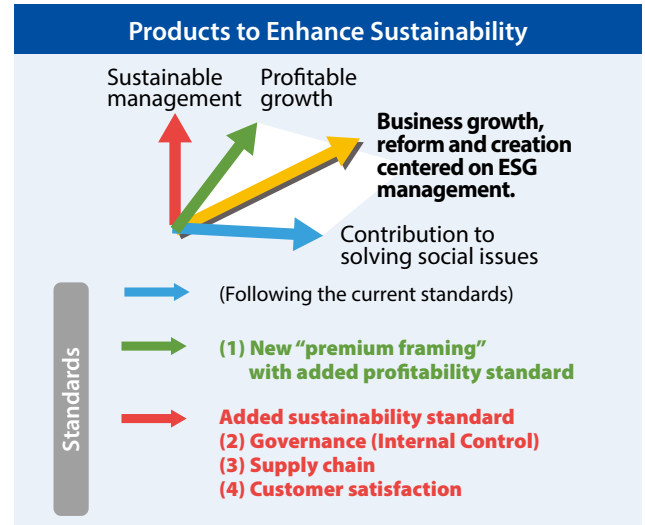 Products to Enhance Sustainability
Sustainable
management
Profitable
growth
Business growth,
reform and creation
centered on ESG
management.
Contribution to
solving social issues
Standards
(Following the current standards)
(1) New “premium framing”
with added profitability standard
Added sustainability standard
(2) Governance (Internal Control)
(3) Supply chain
(4) Customer satisfaction